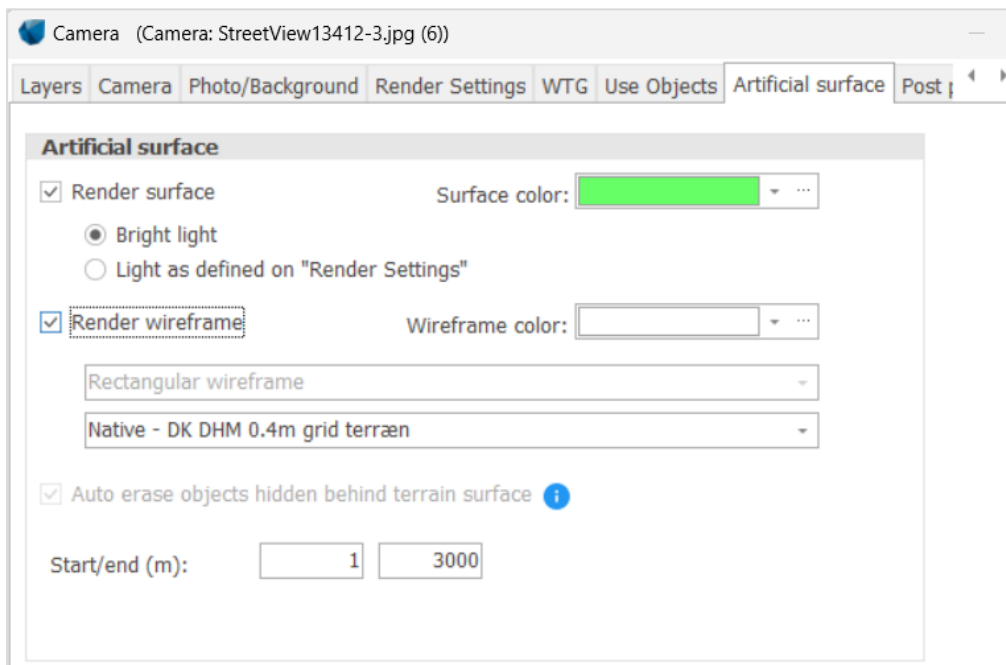 Camera (Camera: StreetView13412-3.jpg (6))
Layers Camera Photo/Background Render Settings WTG Use Objects Artificial surface Post
Artificial surface
Render surface Surface color:
Bright light
Light as defined on "Render Settings"
Render wireframe Wireframe color:
Rectangular wireframe
Native - DK DHM 0.4m grid terræn
Auto erase objects hidden behind terrain surface
Start/end (m): 1 3000